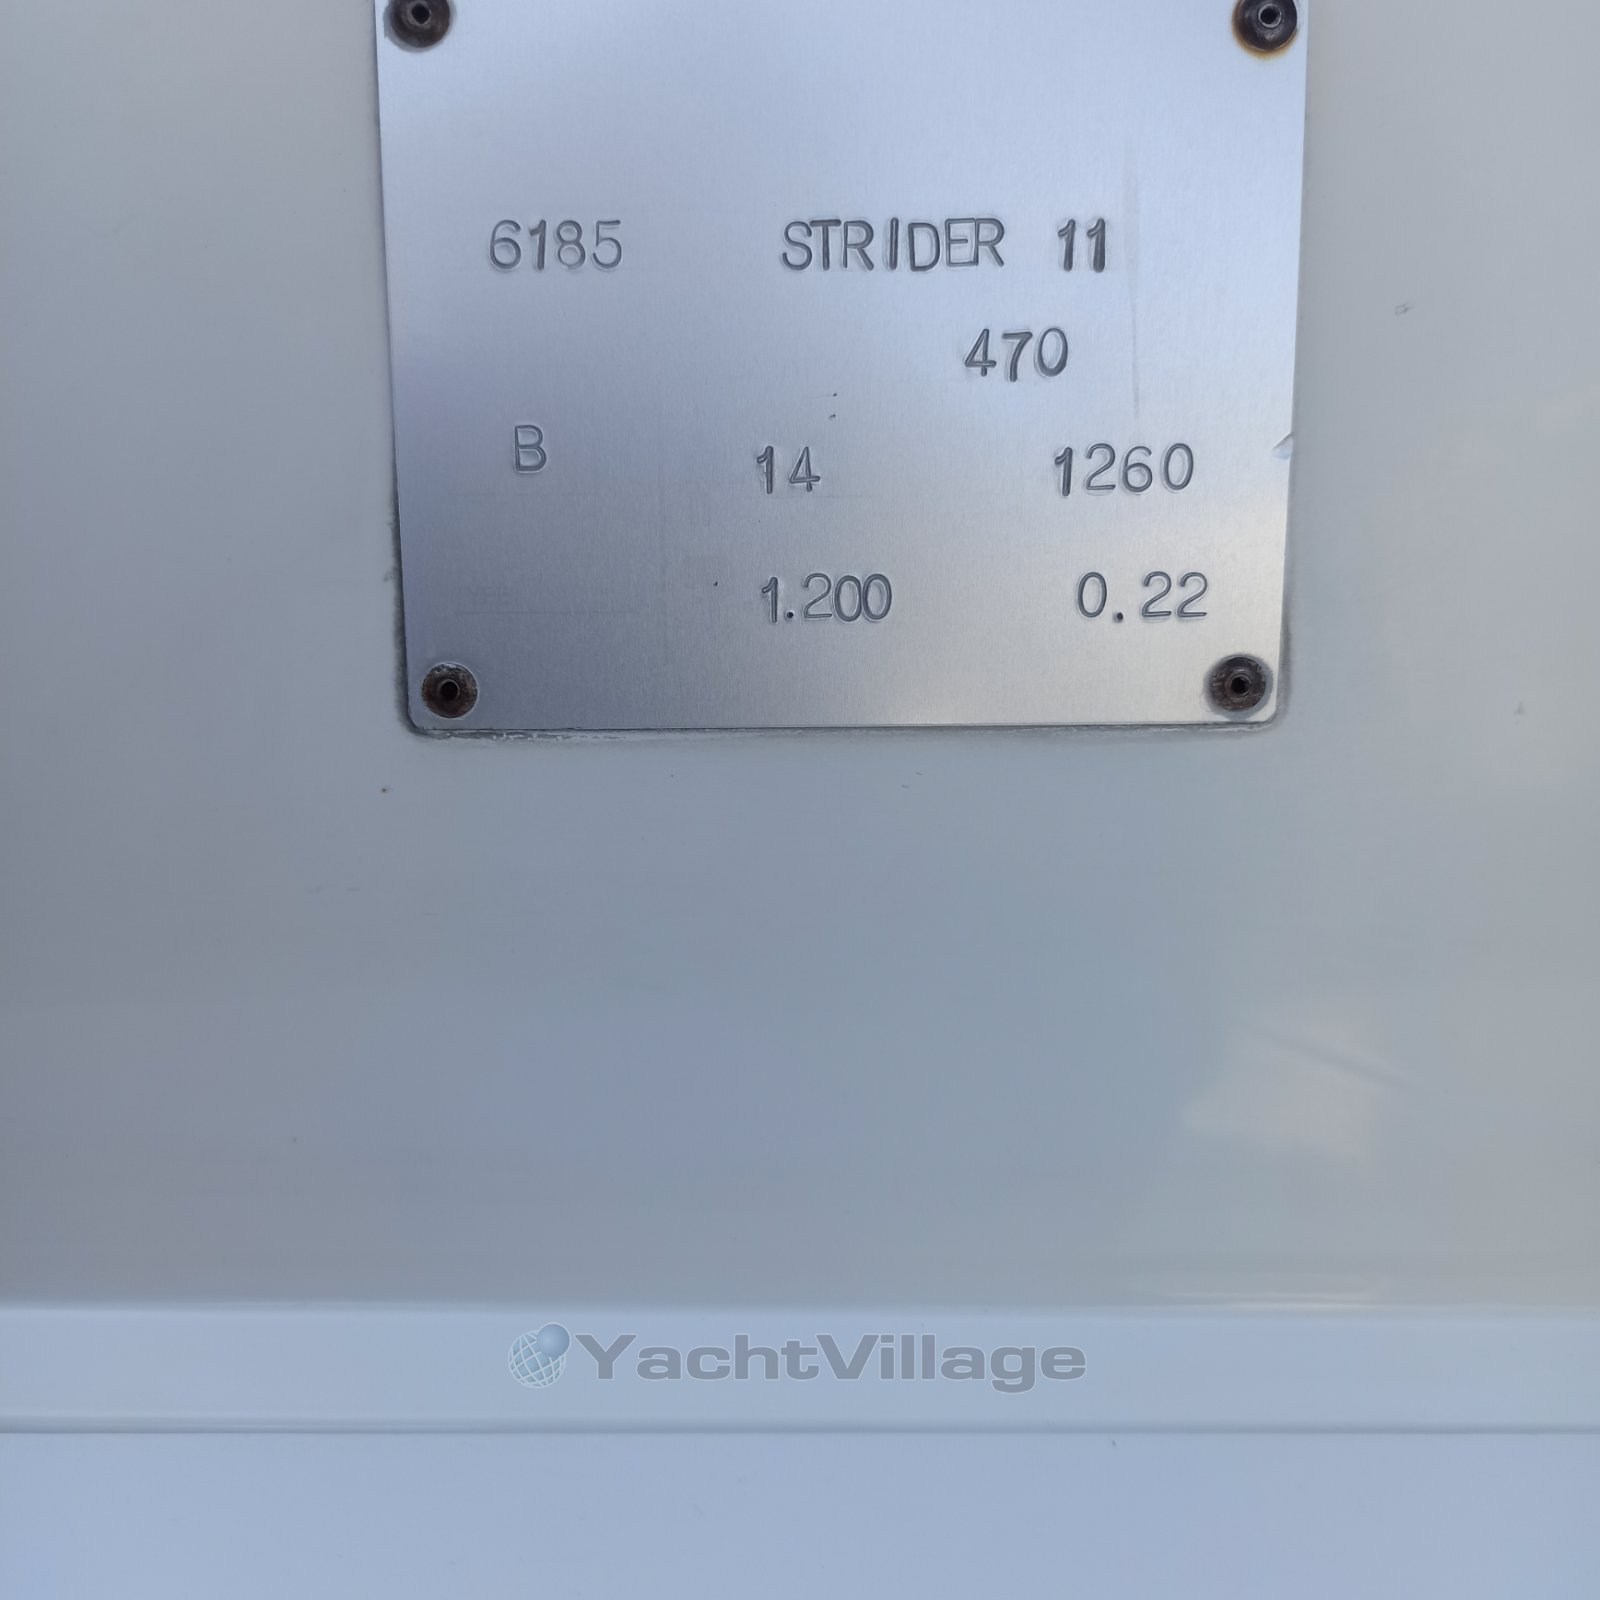 6185 STRIDER 11
470
B 14 1260
1.200 0.22
YachtVillage